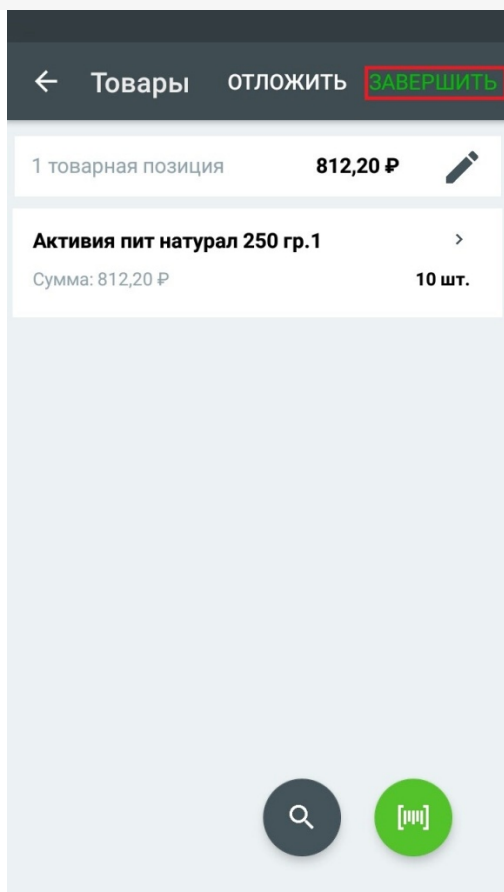 Товары ОТЛОЖИТЬ ЗАВЕРШИТЬ
1 товарная позиция 812,20 ₽
Активия пит натурал 250 гр.1
Сумма: 812,20 ₽ 10 шт.